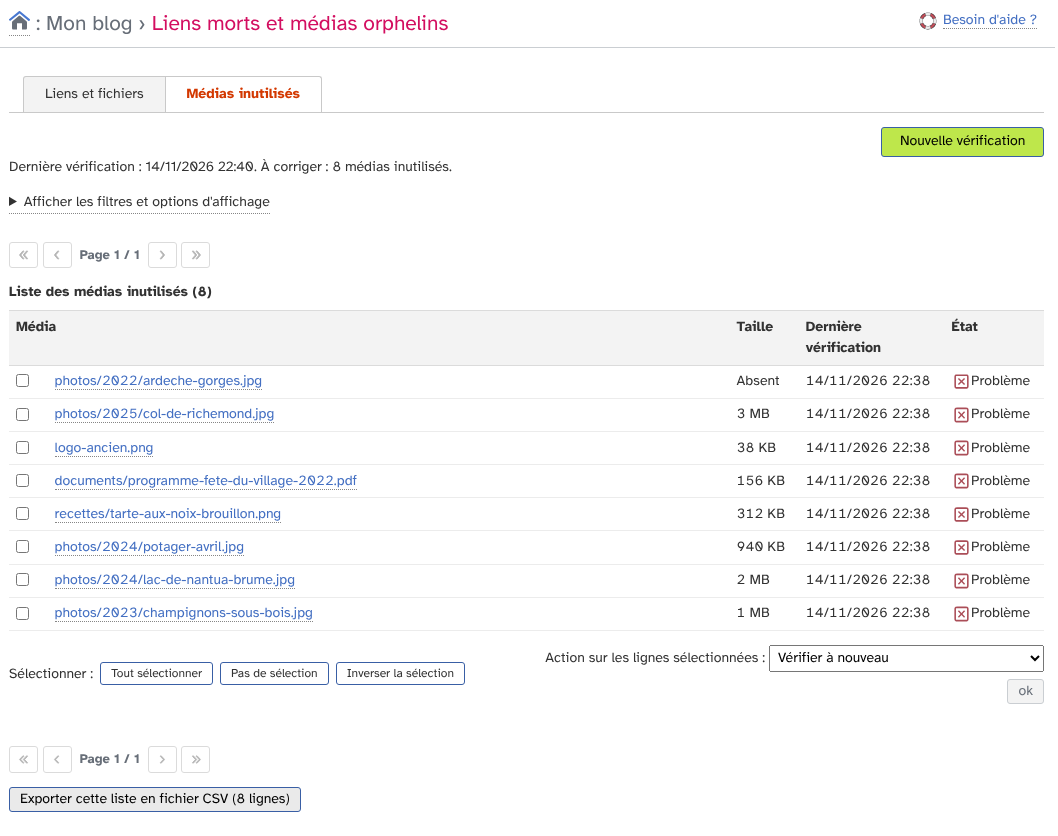 : Mon blog › Liens morts et médias orphelins
Besoin d'aide ?
Liens et fichiers
Médias inutilisés
Nouvelle vérification
Dernière vérification : 14/11/2026 22:40. À corriger : 8 médias inutilisés.
Afficher les filtres et options d'affichage
« ‹ Page 1 / 1 › »
Liste des médias inutilisés (8)
Média Taille Dernière vérification État
photos/2022/ardeche-gorges.jpg Absent 14/11/2026 22:38 Problème
photos/2025/col-de-richemond.jpg 3 MB 14/11/2026 22:38 Problème
logo-ancien.png 38 KB 14/11/2026 22:38 Problème
documents/programme-fete-du-village-2022.pdf 156 KB 14/11/2026 22:38 Problème
recettes/tarte-aux-noix-brouillon.png 312 KB 14/11/2026 22:38 Problème
photos/2024/potager-avril.jpg 940 KB 14/11/2026 22:38 Problème
photos/2024/lac-de-nantua-brume.jpg 2 MB 14/11/2026 22:38 Problème
photos/2023/champignons-sous-bois.jpg 1 MB 14/11/2026 22:38 Problème
Sélectionner : Tout sélectionner Pas de sélection Inverser la sélection
Action sur les lignes sélectionnées : Vérifier à nouveau
ok
« ‹ Page 1 / 1 › »
Exporter cette liste en fichier CSV (8 lignes)